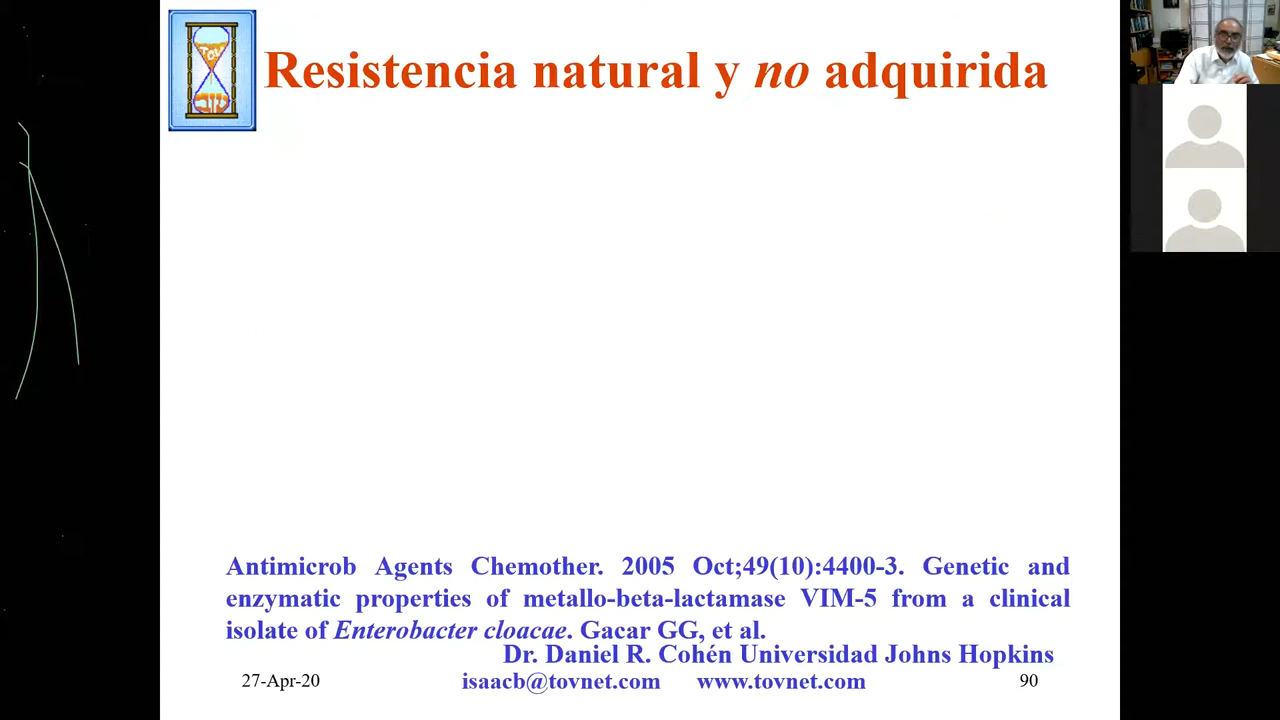 Resistencia natural y no adquirida
Antimicrob Agents Chemother. 2005 Oct;49(10):4400-3. Genetic and
enzymatic properties of metallo-beta-lactamase VIM-5 from a clinical
isolate of Enterobacter cloacae. Gacar GG, et al.
Dr. Daniel R. Cohén Universidad Johns Hopkins
27-Apr-20 isaacb@tovnet.com www.tovnet.com 90